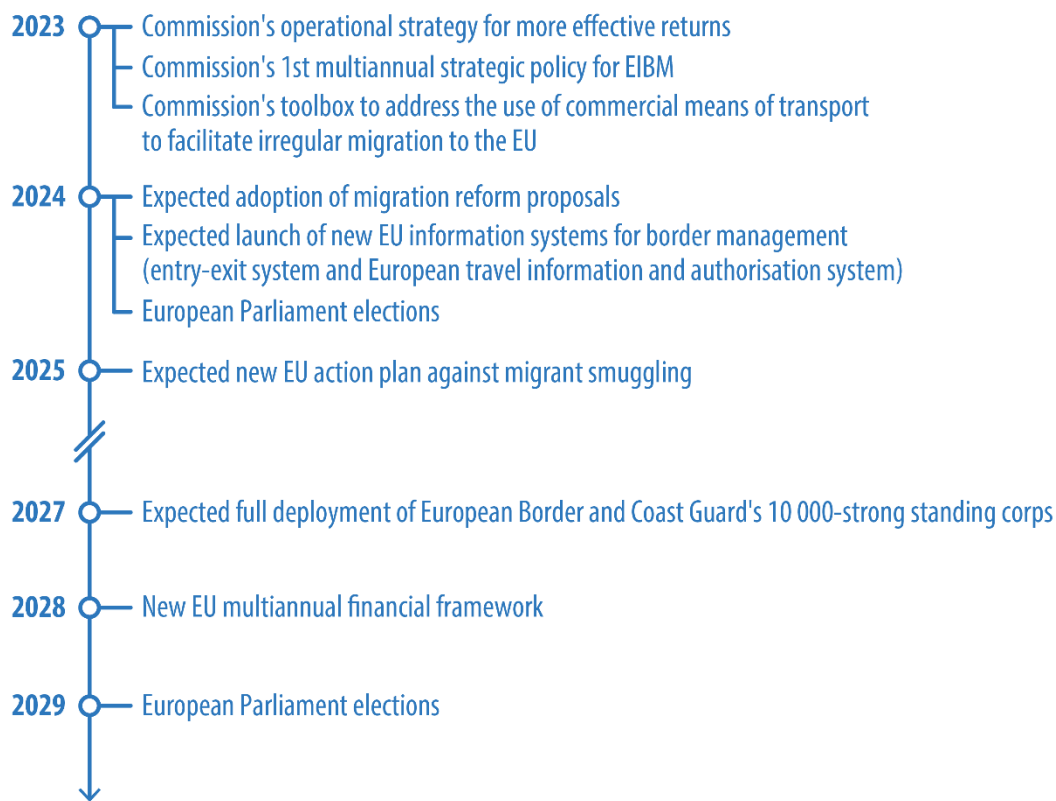 2023 Commission's operational strategy for more effective returns
Commission's 1st multiannual strategic policy for EIBM
Commission's toolbox to address the use of commercial means of transport
to facilitate irregular migration to the EU
2024 Expected adoption of migration reform proposals
Expected launch of new EU information systems for border management
(entry-exit system and European travel information and authorisation system)
European Parliament elections
2025 Expected new EU action plan against migrant smuggling
2027 Expected full deployment of European Border and Coast Guard's 10 000-strong standing corps
2028 New EU multiannual financial framework
2029 European Parliament elections